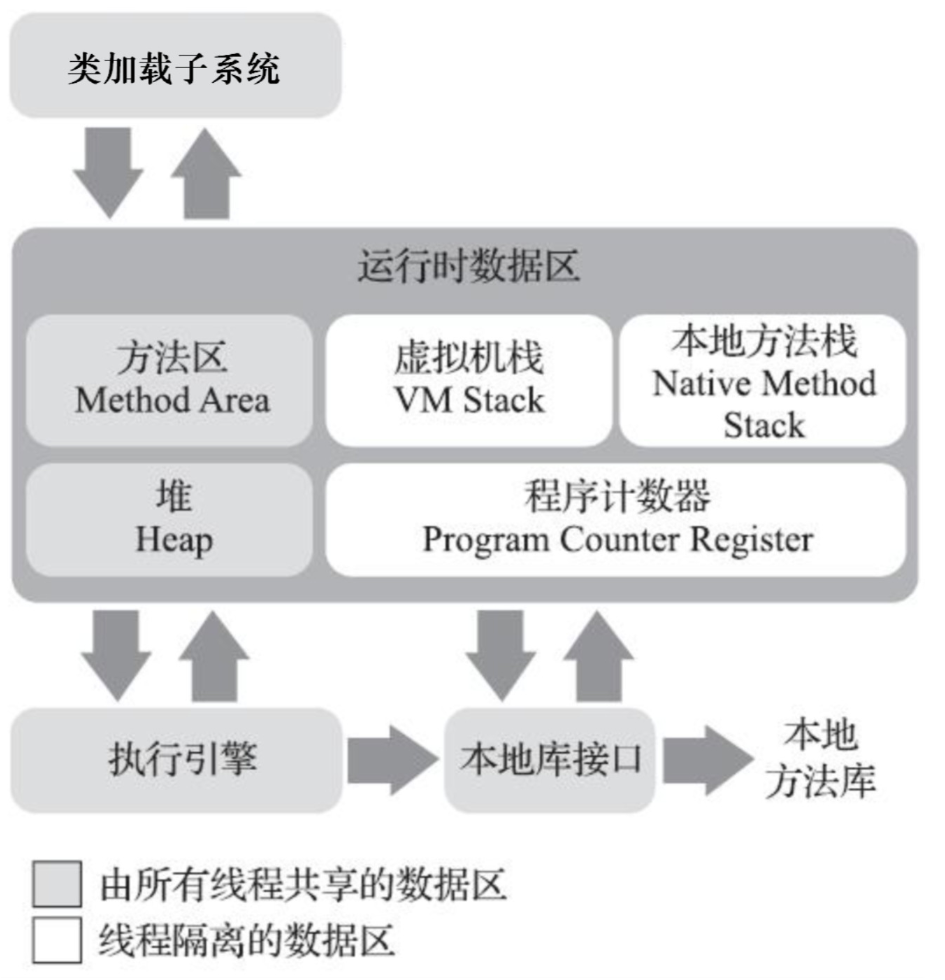 类加载子系统
运行时数据区
方法区
Method Area
虚拟机栈
VM Stack
本地方法栈
Native Method
Stack
堆
Heap
程序计数器
Program Counter Register
执行引擎
本地库接口
本地
方法库
由所有线程共享的数据区
线程隔离的数据区